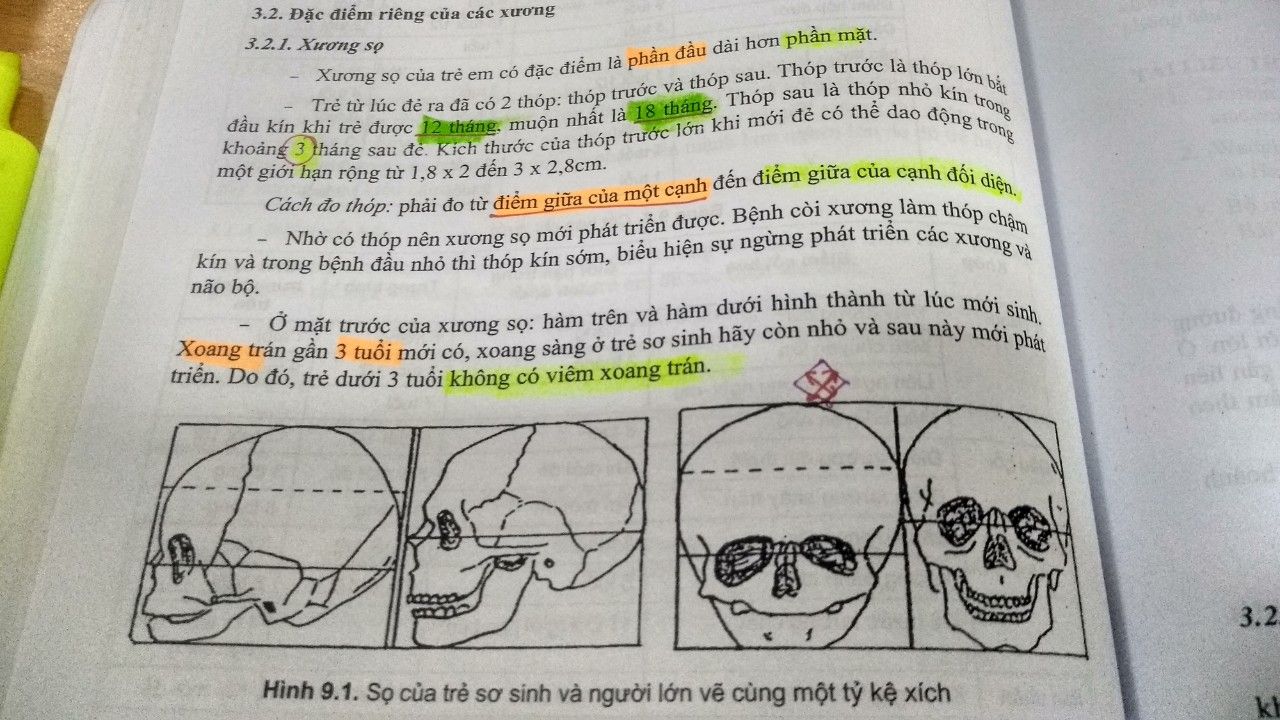 3.2. Đặc điểm riêng của các xương
3.2.1. Xương sọ
– Xương sọ của trẻ em có đặc điểm là phần đầu dài hơn phần mặt.
– Trẻ từ lúc đẻ ra đã có 2 thóp: thóp trước và thóp sau. Thóp trước là thóp lớn bắt
đầu kín khi trẻ được 12 tháng, muộn nhất là 18 tháng. Thóp sau là thóp nhỏ kín trong
khoảng 3 tháng sau đẻ. Kích thước của thóp trước lớn khi mới đẻ có thể dao động trong
một giới hạn rộng từ 1,8 x 2 đến 3 x 2,8cm.
Cách đo thóp: phải đo từ điểm giữa của một cạnh đến điểm giữa của cạnh đối diện.
– Nhờ có thóp nên xương sọ mới phát triển được. Bệnh còi xương làm thóp chậm
kín và trong bệnh đầu nhỏ thì thóp kín sớm, biểu hiện sự ngừng phát triển các xương và
não bộ.
– Ở mặt trước của xương sọ: hàm trên và hàm dưới hình thành từ lúc mới sinh.
Xoang trán gần 3 tuổi mới có, xoang sàng ở trẻ sơ sinh hãy còn nhỏ và sau này mới phát
triển. Do đó, trẻ dưới 3 tuổi không có viêm xoang trán.
Hình 9.1. Sọ của trẻ sơ sinh và người lớn vẽ cùng một tỷ kệ xích
3.2